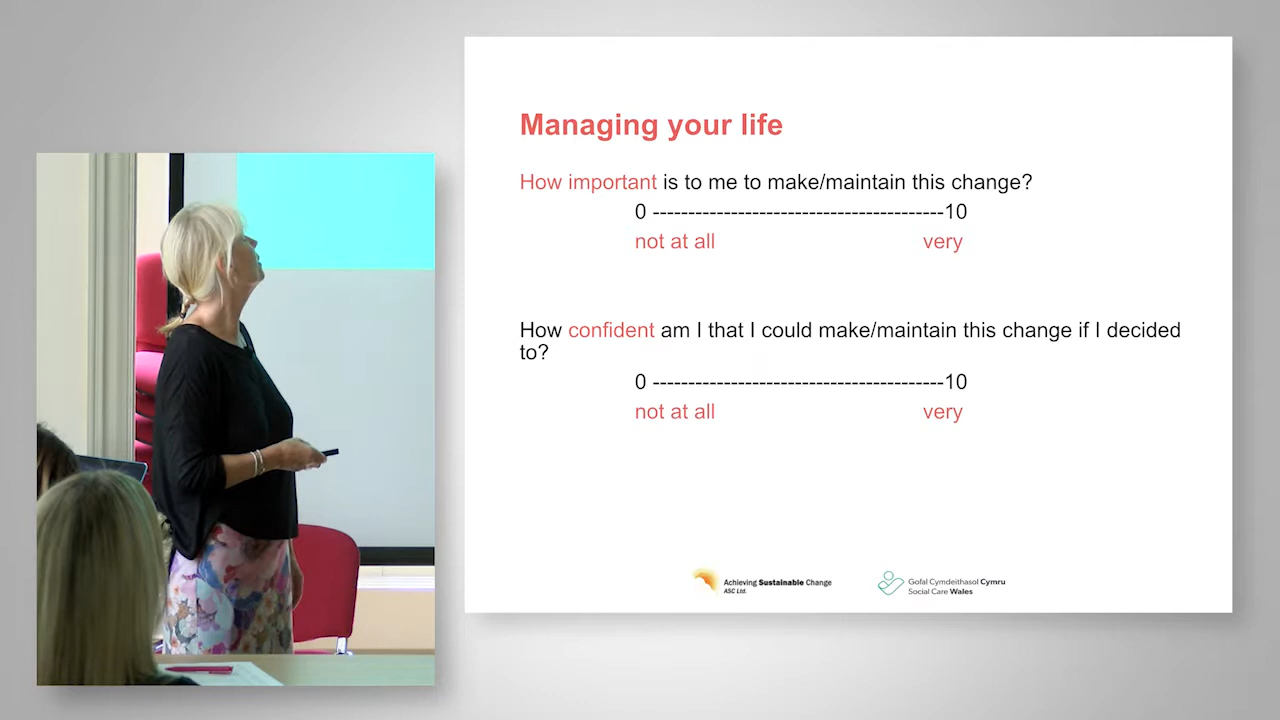 Managing your life
How important is to me to make/maintain this change?
0 -----------------------------------------10
not at all very
How confident am I that I could make/maintain this change if I decided
to?
0 -----------------------------------------10
not at all very
Achieving Sustainable Change
ASC Ltd.
Gofal Cymdeithasol Cymru
Social Care Wales